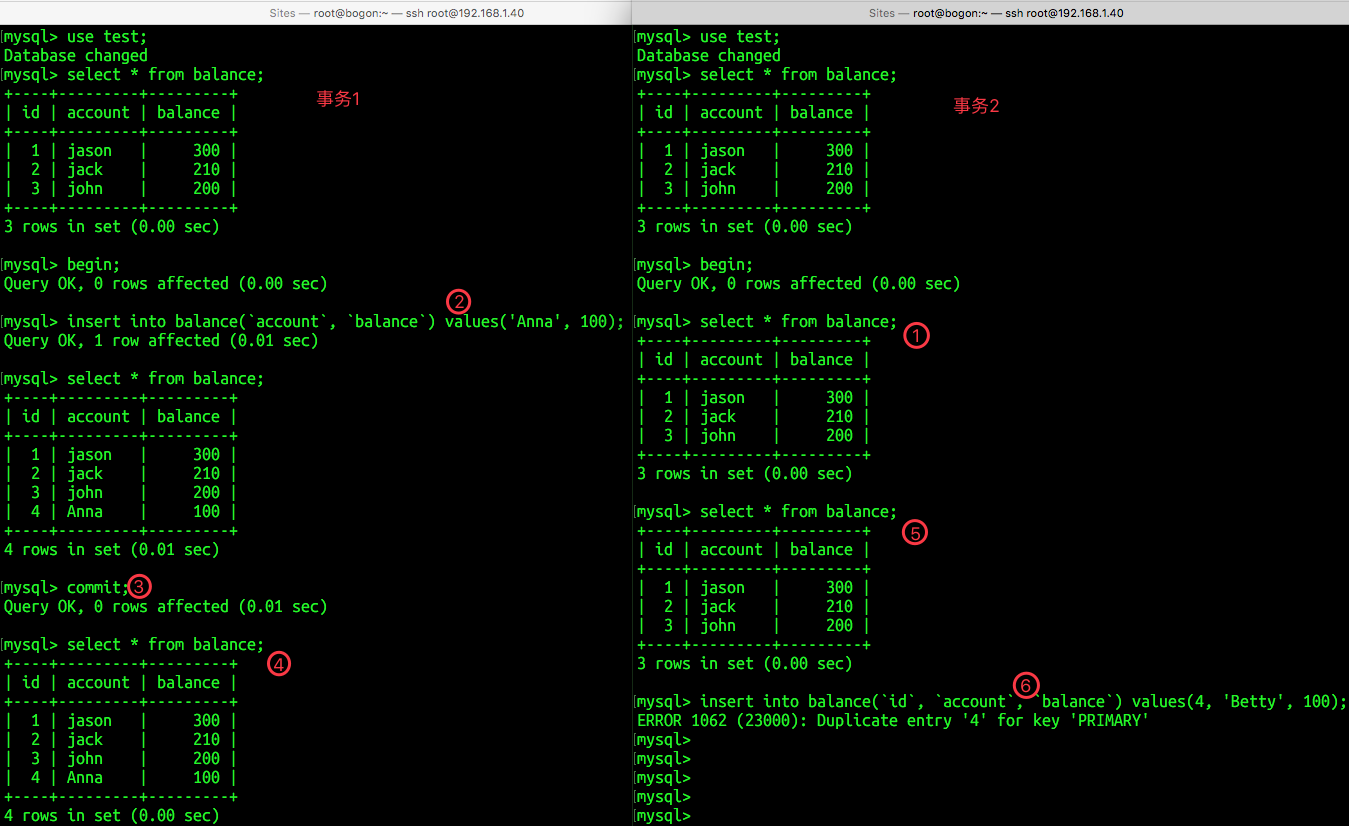 Sites — root@bogon:~ — ssh root@192.168.1.40
mysql> use test;
Database changed
mysql> select * from balance;
+----+---------+---------+
| id | account | balance |
+----+---------+---------+
|  1 | jason   |     300 |
|  2 | jack    |     210 |
|  3 | john    |     200 |
+----+---------+---------+
3 rows in set (0.00 sec)
事务1
mysql> begin;
Query OK, 0 rows affected (0.00 sec)
②
mysql> insert into balance(`account`, `balance`) values('Anna', 100);
Query OK, 1 row affected (0.01 sec)
mysql> select * from balance;
+----+---------+---------+
| id | account | balance |
+----+---------+---------+
|  1 | jason   |     300 |
|  2 | jack    |     210 |
|  3 | john    |     200 |
|  4 | Anna    |     100 |
+----+---------+---------+
4 rows in set (0.01 sec)
mysql> commit; ③
Query OK, 0 rows affected (0.01 sec)
mysql> select * from balance;
④
+----+---------+---------+
| id | account | balance |
+----+---------+---------+
|  1 | jason   |     300 |
|  2 | jack    |     210 |
|  3 | john    |     200 |
|  4 | Anna    |     100 |
+----+---------+---------+
4 rows in set (0.00 sec)
Sites — root@bogon:~ — ssh root@192.168.1.40
mysql> use test;
Database changed
mysql> select * from balance;
+----+---------+---------+
| id | account | balance |
+----+---------+---------+
|  1 | jason   |     300 |
|  2 | jack    |     210 |
|  3 | john    |     200 |
+----+---------+---------+
3 rows in set (0.00 sec)
事务2
mysql> begin;
Query OK, 0 rows affected (0.00 sec)
mysql> select * from balance;
①
+----+---------+---------+
| id | account | balance |
+----+---------+---------+
|  1 | jason   |     300 |
|  2 | jack    |     210 |
|  3 | john    |     200 |
+----+---------+---------+
3 rows in set (0.00 sec)
mysql> select * from balance;
⑤
+----+---------+---------+
| id | account | balance |
+----+---------+---------+
|  1 | jason   |     300 |
|  2 | jack    |     210 |
|  3 | john    |     200 |
+----+---------+---------+
3 rows in set (0.00 sec)
⑥
mysql> insert into balance(`id`, `account`, `balance`) values(4, 'Betty', 100);
ERROR 1062 (23000): Duplicate entry '4' for key 'PRIMARY'
mysql>
mysql>
mysql>
mysql>
mysql>